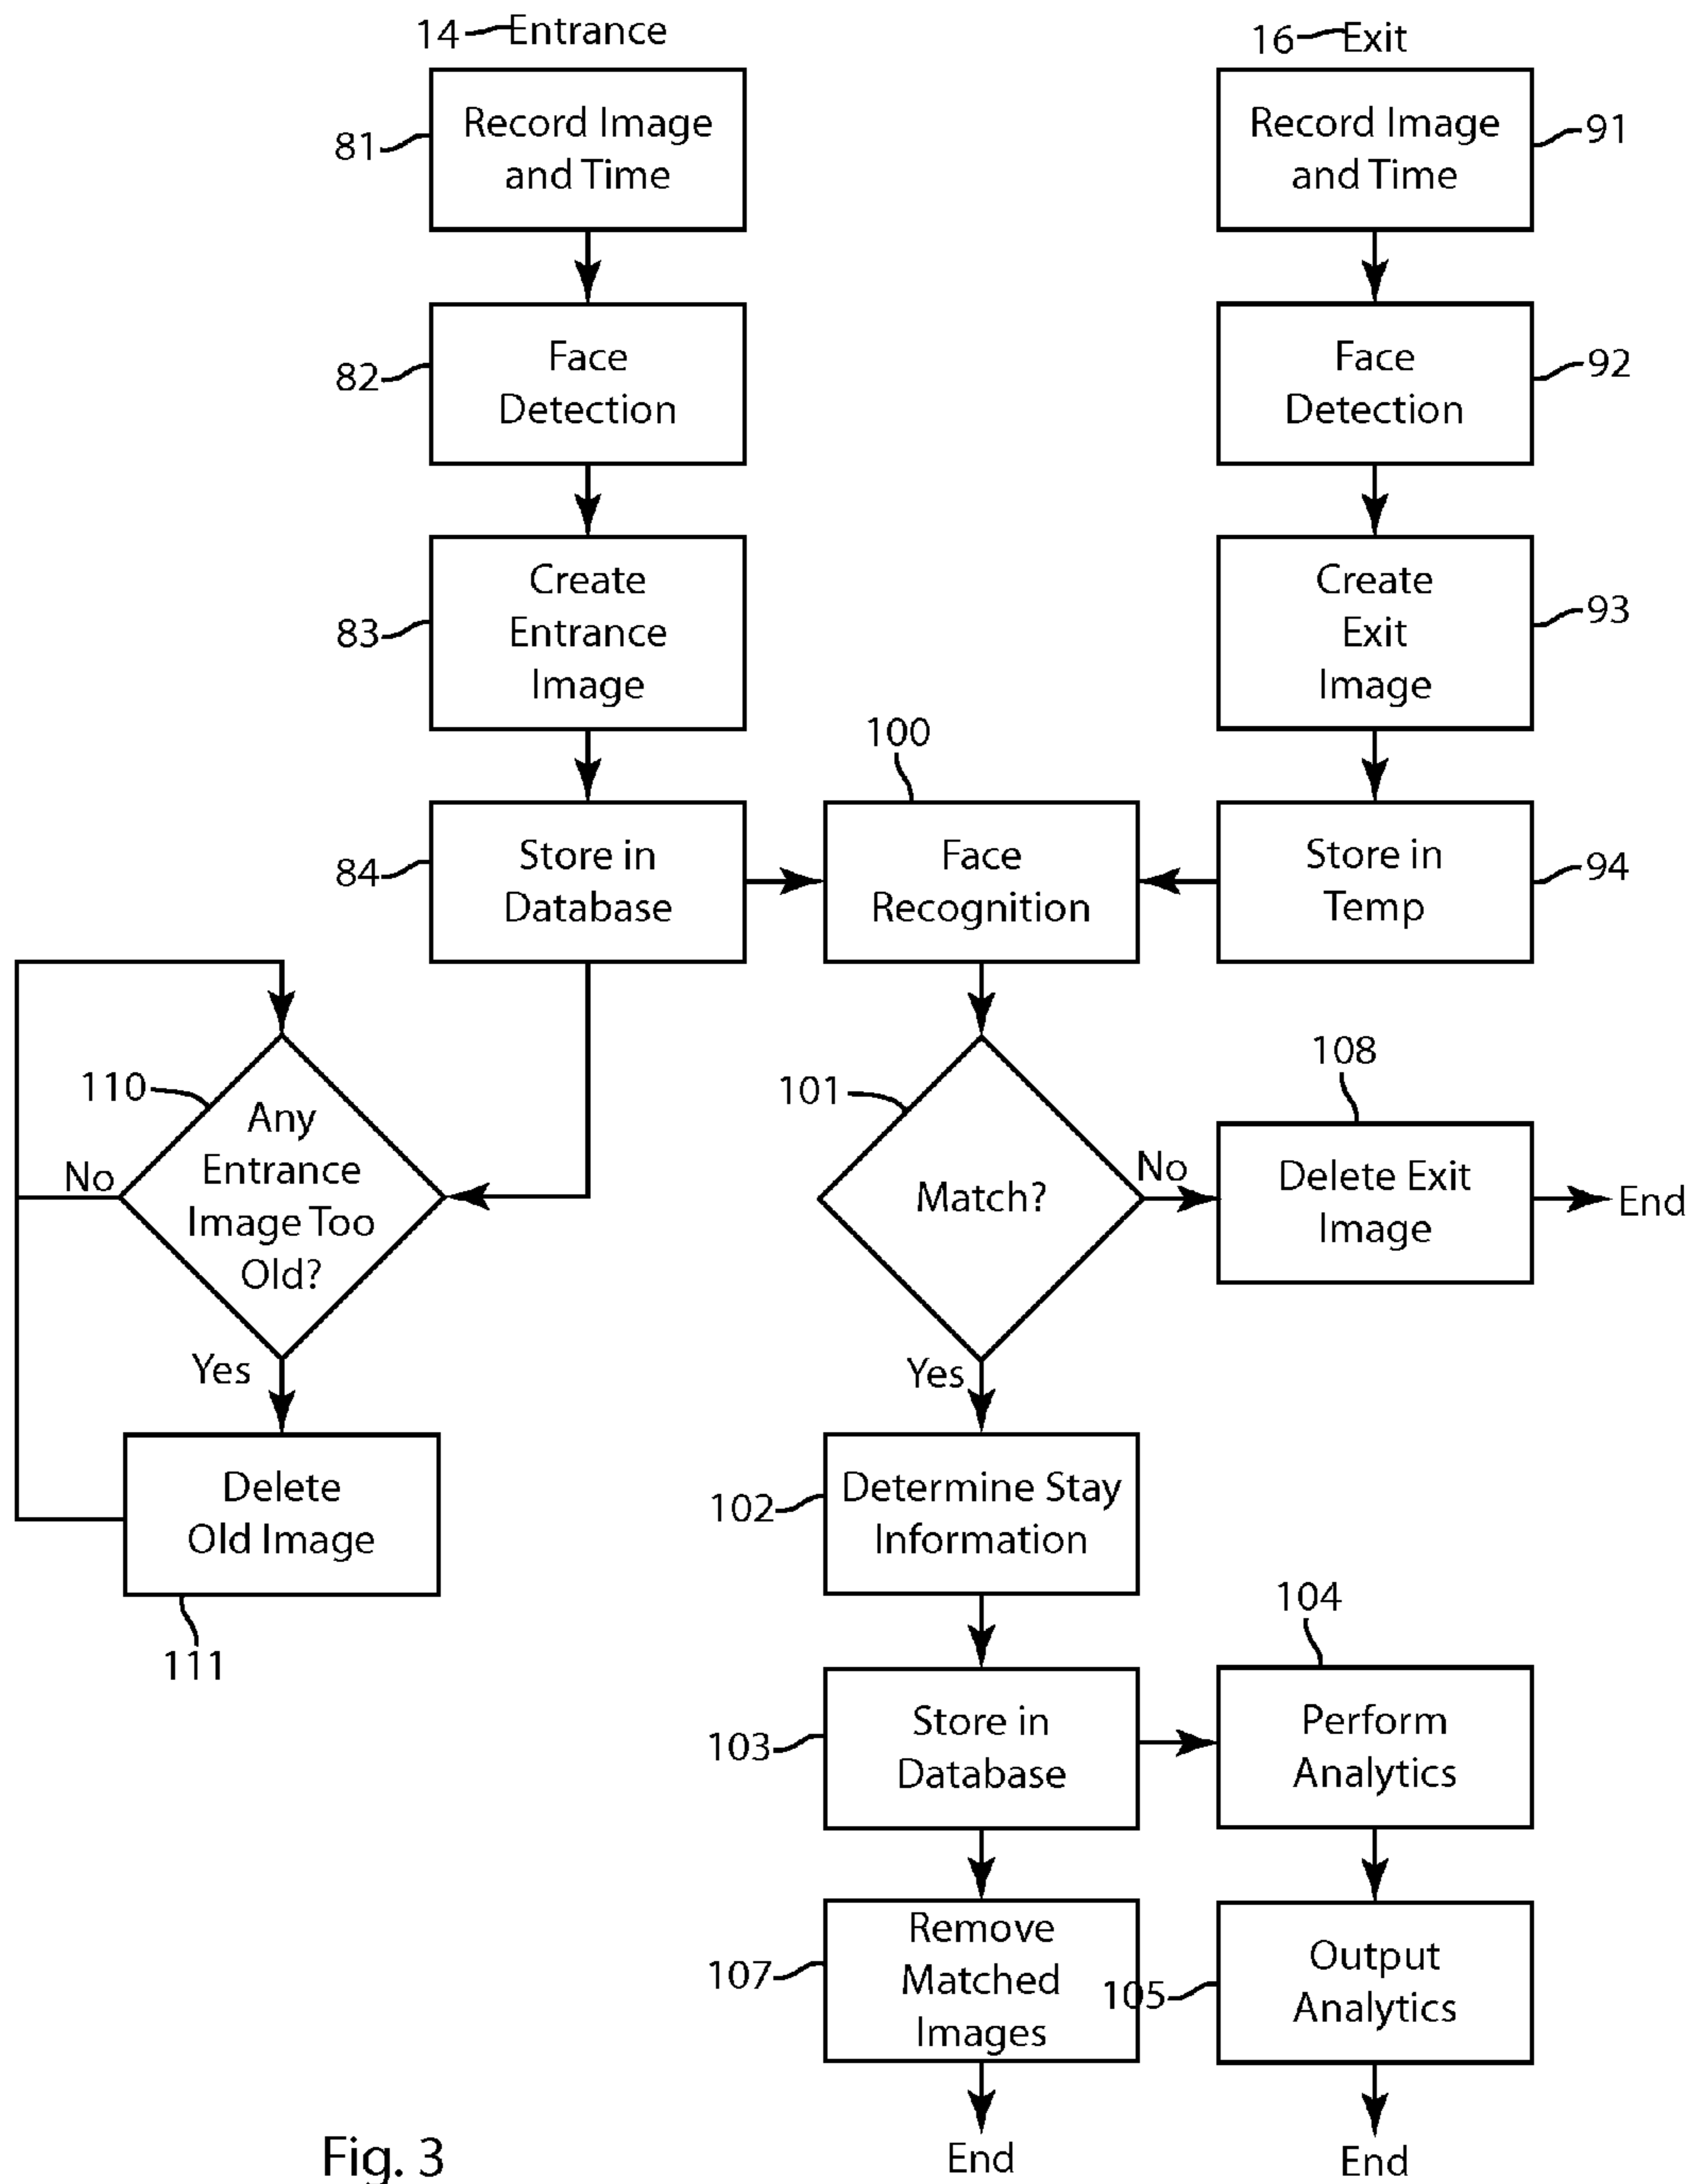 14 Entrance
16 Exit
81
Record Image
and Time
Record Image
and Time
91
82
Face
Detection
Face
Detection
92
83
Create
Entrance
Image
Create
Exit
Image
93
100
84
Store in
Database
Face
Recognition
Store in
Temp
94
110
Any
Entrance
Image Too
Old?
No
Yes
101
Match?
No
Yes
108
Delete Exit
Image
End
Delete
Old Image
111
102
Determine Stay
Information
104
103
Store in
Database
Perform
Analytics
107
Remove
Matched
Images
105
Output
Analytics
End
End
Fig. 3